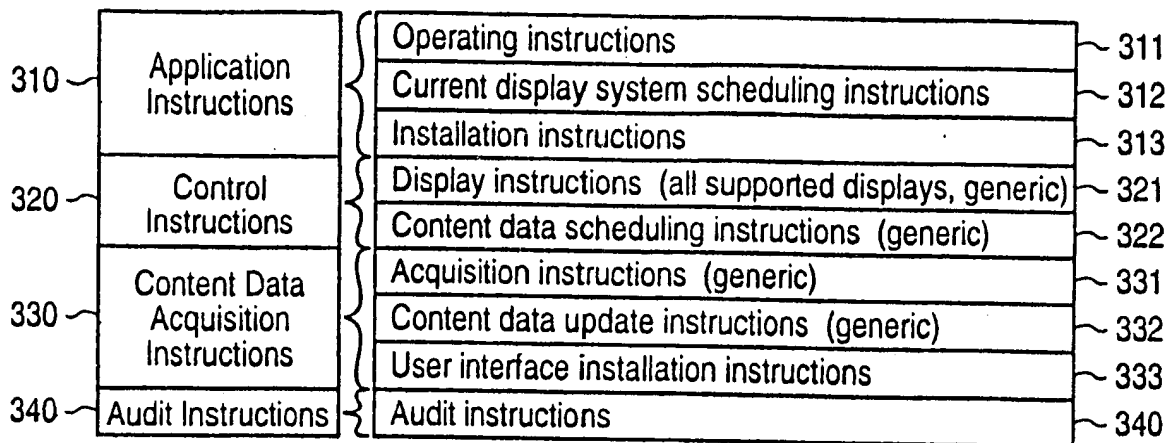 310
Application
Instructions
Operating instructions
311
Current display system scheduling instructions
312
Installation instructions
313
320
Control
Instructions
Display instructions (all supported displays, generic)
321
Content data scheduling instructions (generic)
322
330
Content Data
Acquisition
Instructions
Acquisition instructions (generic)
331
Content data update instructions (generic)
332
User interface installation instructions
333
340
Audit Instructions
Audit instructions
340